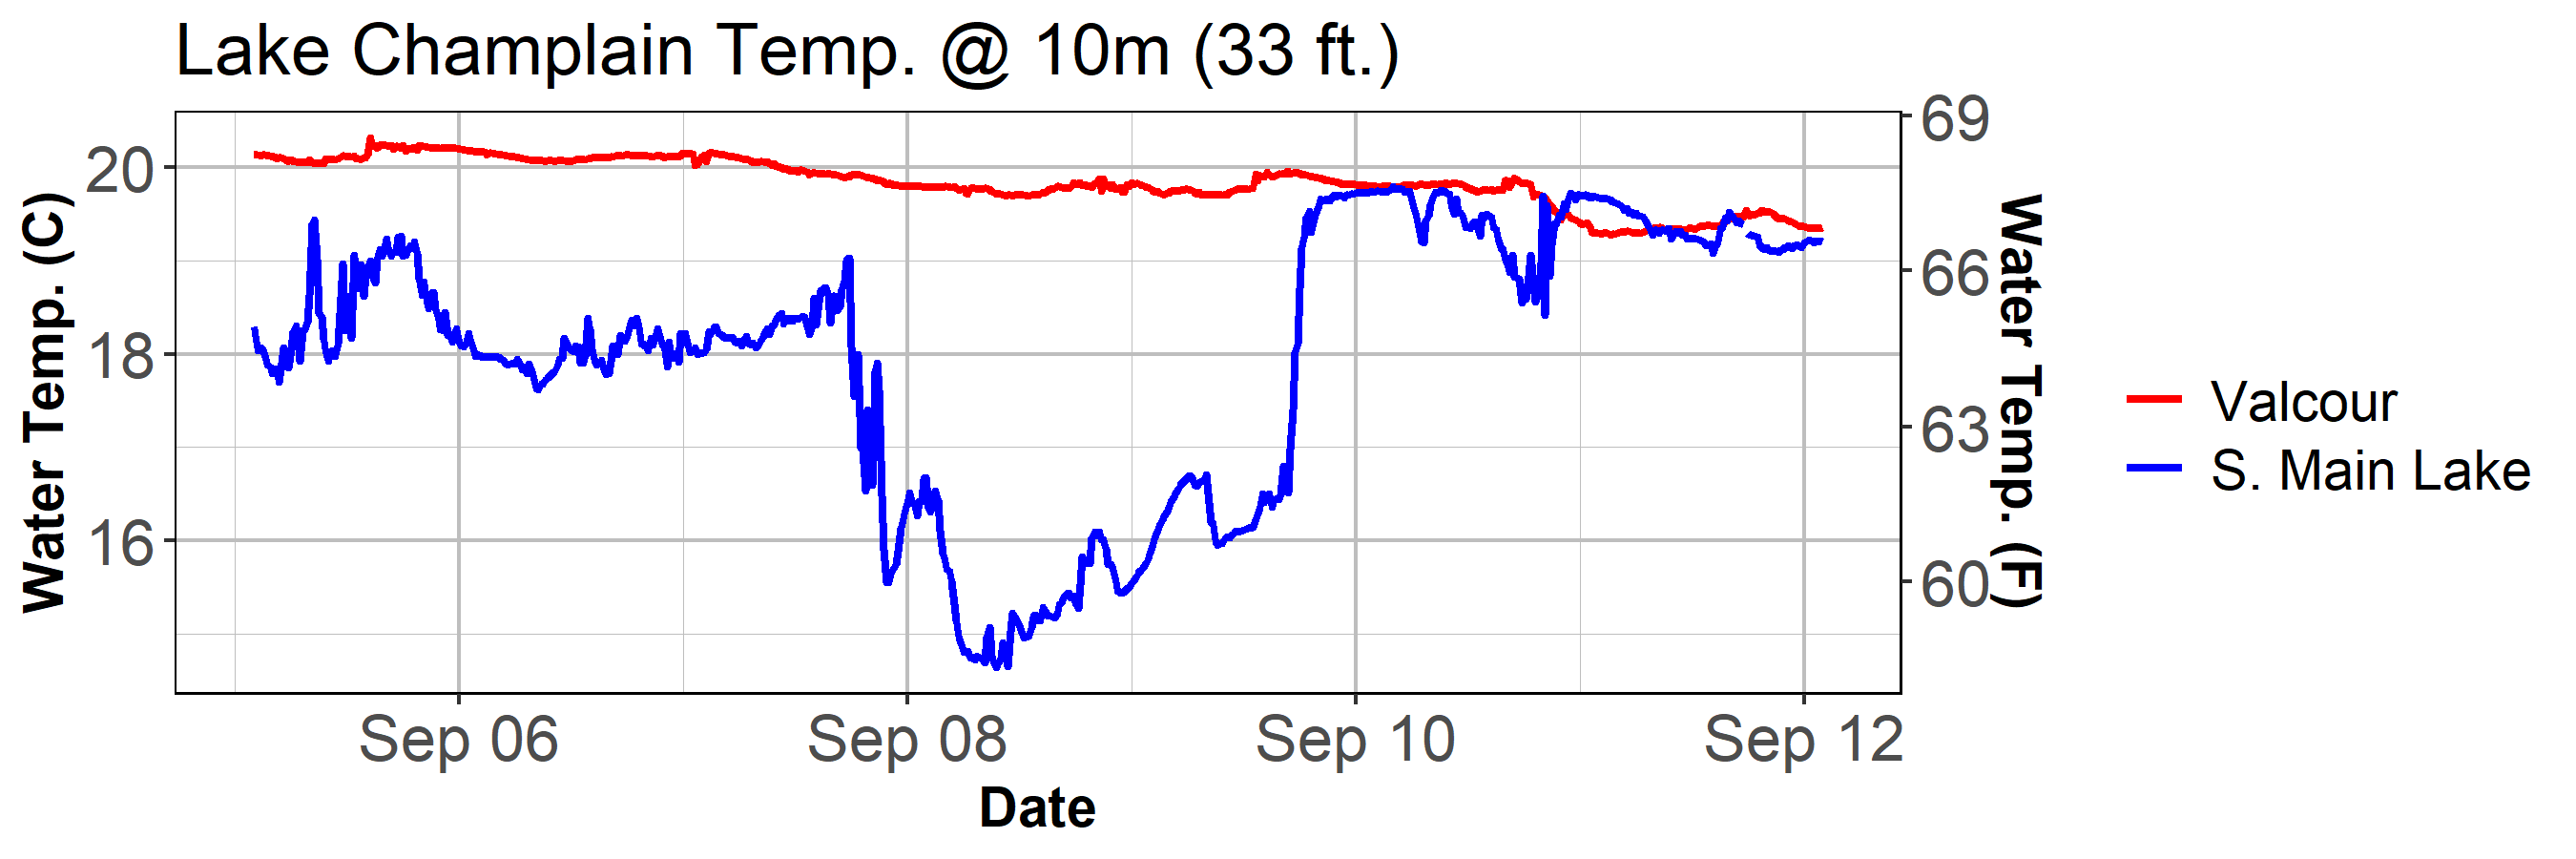 Lake Champlain Temp. @ 10m (33 ft.)
Water Temp. (C)
20
18
16
69
66
63
60
Water Temp. (F)
Sep 06
Sep 08
Sep 10
Sep 12
Date
Valcour
S. Main Lake